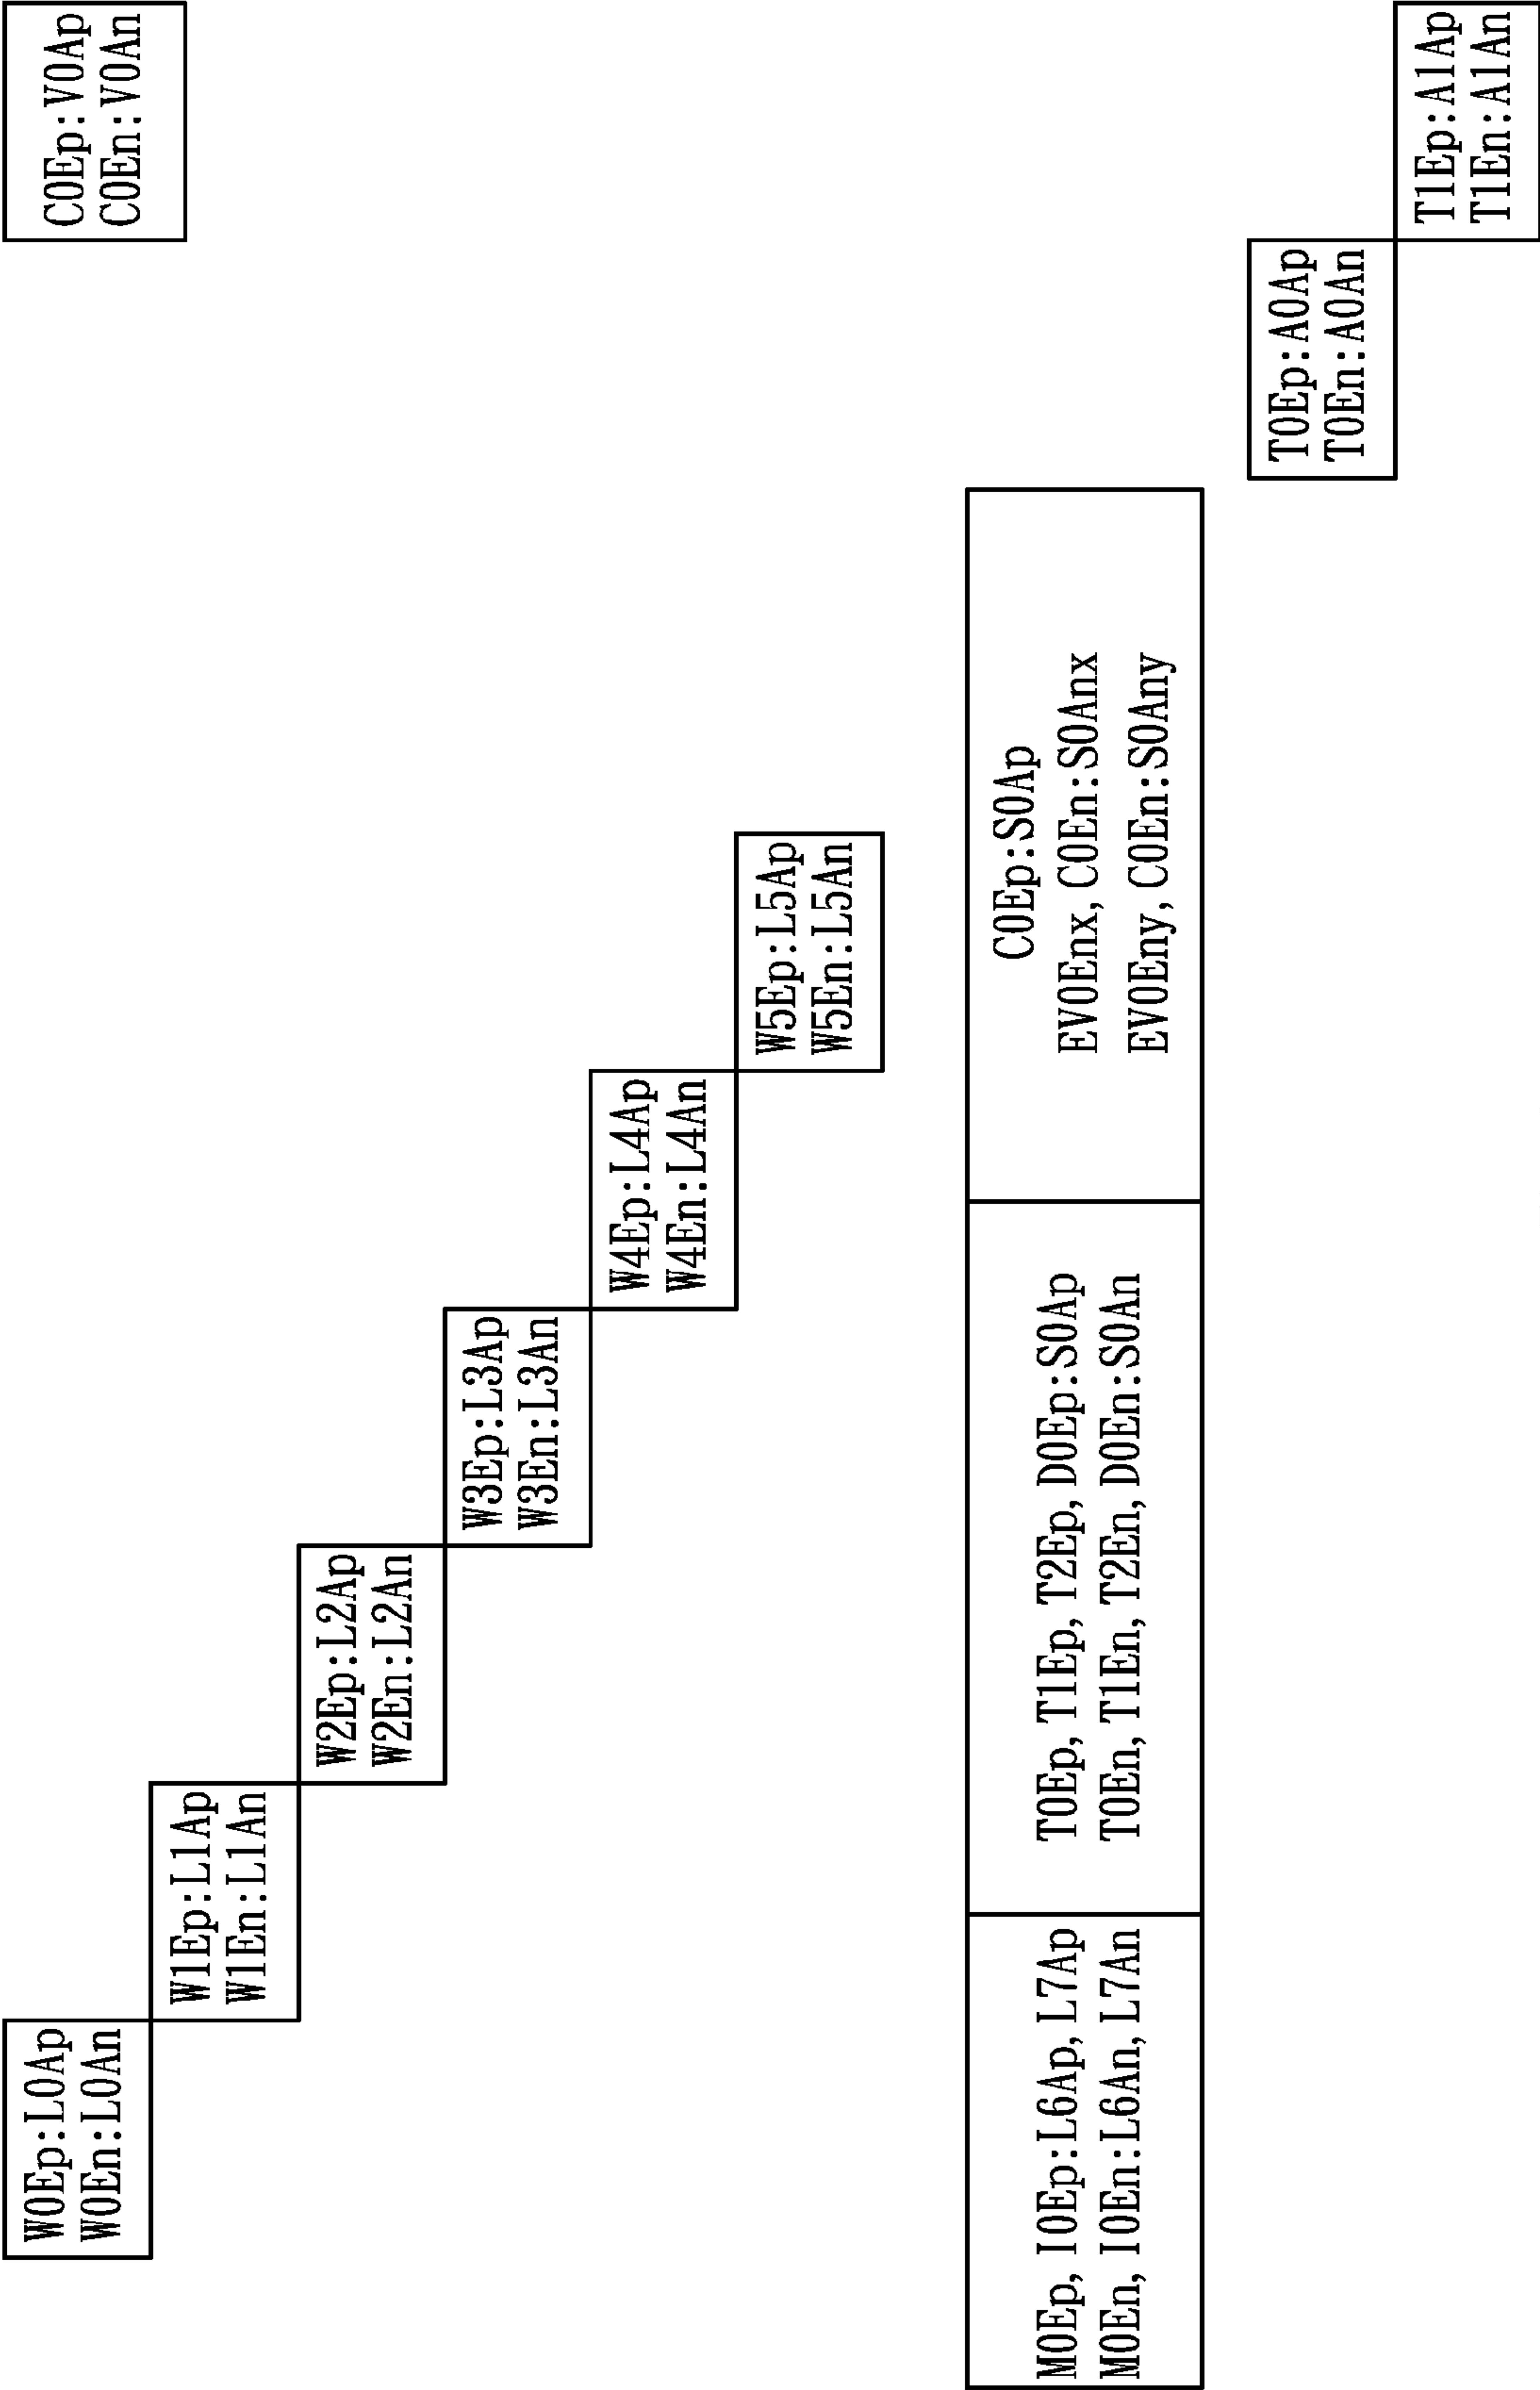 W0Ep:L0Ap
W0En:L0An
W1Ep:L1Ap
W1En:L1An
W2Ep:L2Ap
W2En:L2An
W3Ep:L3Ap
W3En:L3An
W4Ep:L4Ap
W4En:L4An
W5Ep:L5Ap
W5En:L5An
C0Ep:V0Ap
C0En:V0An
M0Ep, I0Ep:L6Ap, L7Ap
M0En, I0En:L6An, L7An
T0Ep, T1Ep, T2Ep, D0Ep:S0Ap
T0En, T1En, T2En, D0En:S0An
C0Ep:S0Ap
EV0Enx, C0En:S0Anx
EV0Eny, C0En:S0Any
T0Ep:A0Ap
T0En:A0An
T1Ep:A1Ap
T1En:A1An